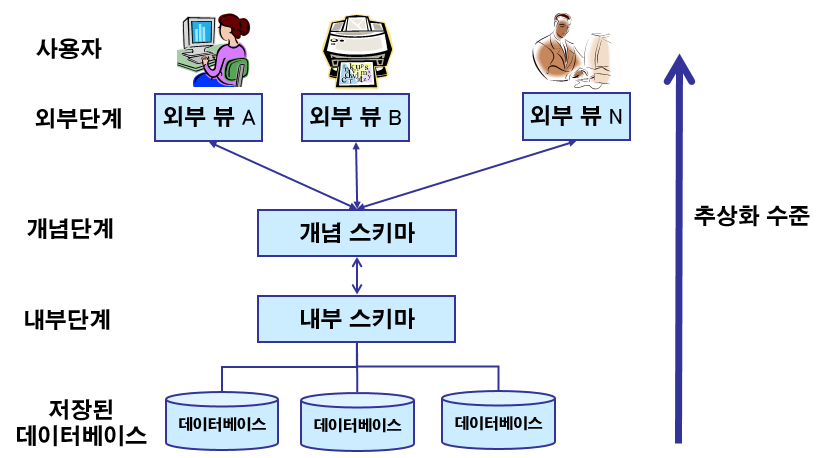 사용자
외부단계
외부 뷰 A
외부 뷰 B
외부 뷰 N
개념단계
개념 스키마
추상화 수준
내부단계
내부 스키마
저장된
데이터베이스
데이터베이스
데이터베이스
데이터베이스